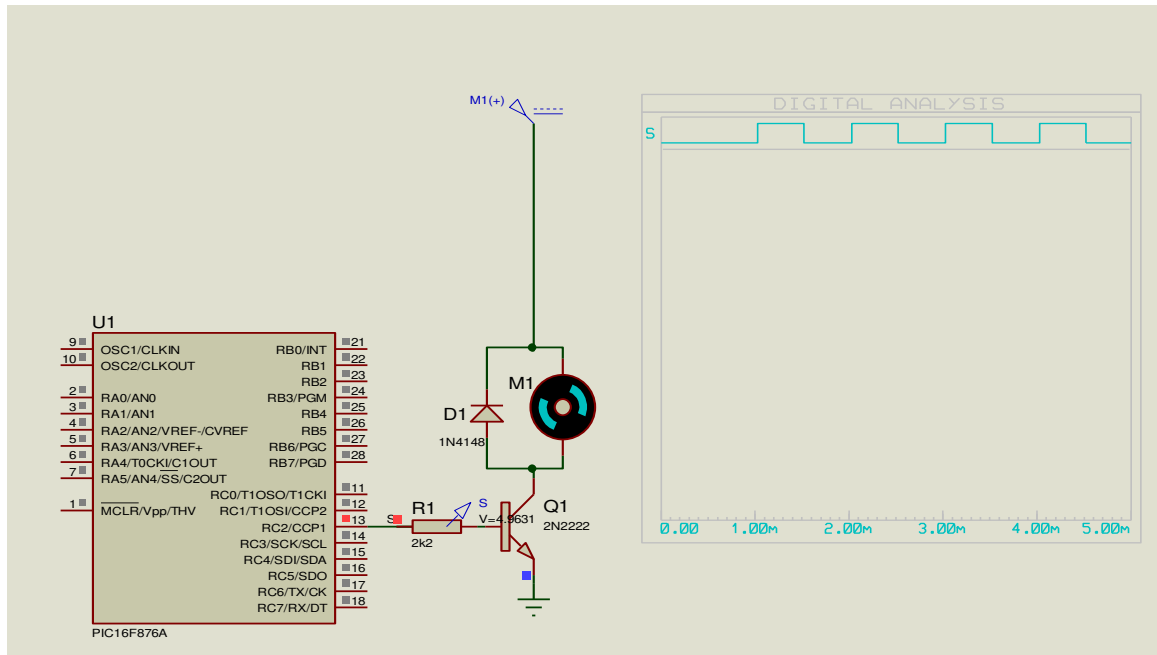 M1(+)
DIGITAL ANALYSIS
S
0.00 1.00m 2.00m 3.00m 4.00m 5.00m
U1
9 OSC1/CLKIN RB0/INT 21
10 OSC2/CLKOUT RB1 22
RB2 23
2 RA0/AN0 RB3/PGM 24
3 RA1/AN1 RB4 25
4 RA2/AN2/VREF-/CVREF RB5 26
5 RA3/AN3/VREF+ RB6/PGC 27
6 RA4/T0CKI/C1OUT RB7/PGD 28
7 RA5/AN4/SS/C2OUT
RC0/T1OSO/T1CKI 11
1 MCLR/Vpp/THV RC1/T1OSI/CCP2 12
RC2/CCP1 13
RC3/SCK/SCL 14
RC4/SDI/SDA 15
RC5/SDO 16
RC6/TX/CK 17
RC7/RX/DT 18
PIC16F876A
S
R1
2k2
S
V=4.9631
D1
1N4148
M1
Q1
2N2222